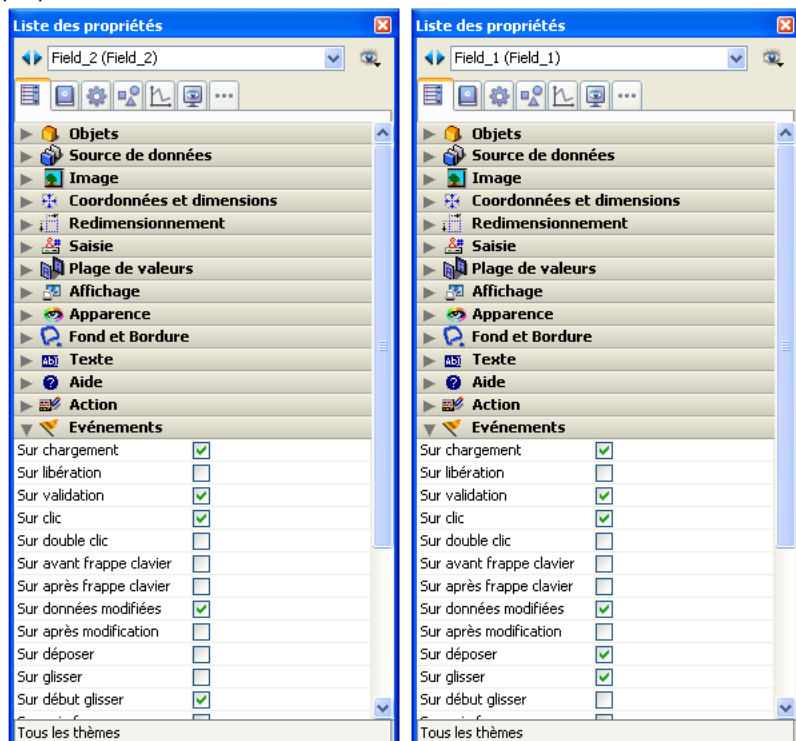 Liste des propriétés
Field_2 (Field_2)
Objets
Source de données
Image
Coordonnées et dimensions
Redimensionnement
Saisie
Plage de valeurs
Affichage
Apparence
Fond et Bordure
Texte
Aide
Action
Evénements
Sur chargement
Sur libération
Sur validation
Sur clic
Sur double clic
Sur avant frappe clavier
Sur après frappe clavier
Sur données modifiées
Sur après modification
Sur déposer
Sur glisser
Sur début glisser
Tous les thèmes
Liste des propriétés
Field_1 (Field_1)
Objets
Source de données
Image
Coordonnées et dimensions
Redimensionnement
Saisie
Plage de valeurs
Affichage
Apparence
Fond et Bordure
Texte
Aide
Action
Evénements
Sur chargement
Sur libération
Sur validation
Sur clic
Sur double clic
Sur avant frappe clavier
Sur après frappe clavier
Sur données modifiées
Sur après modification
Sur déposer
Sur glisser
Sur début glisser
Tous les thèmes